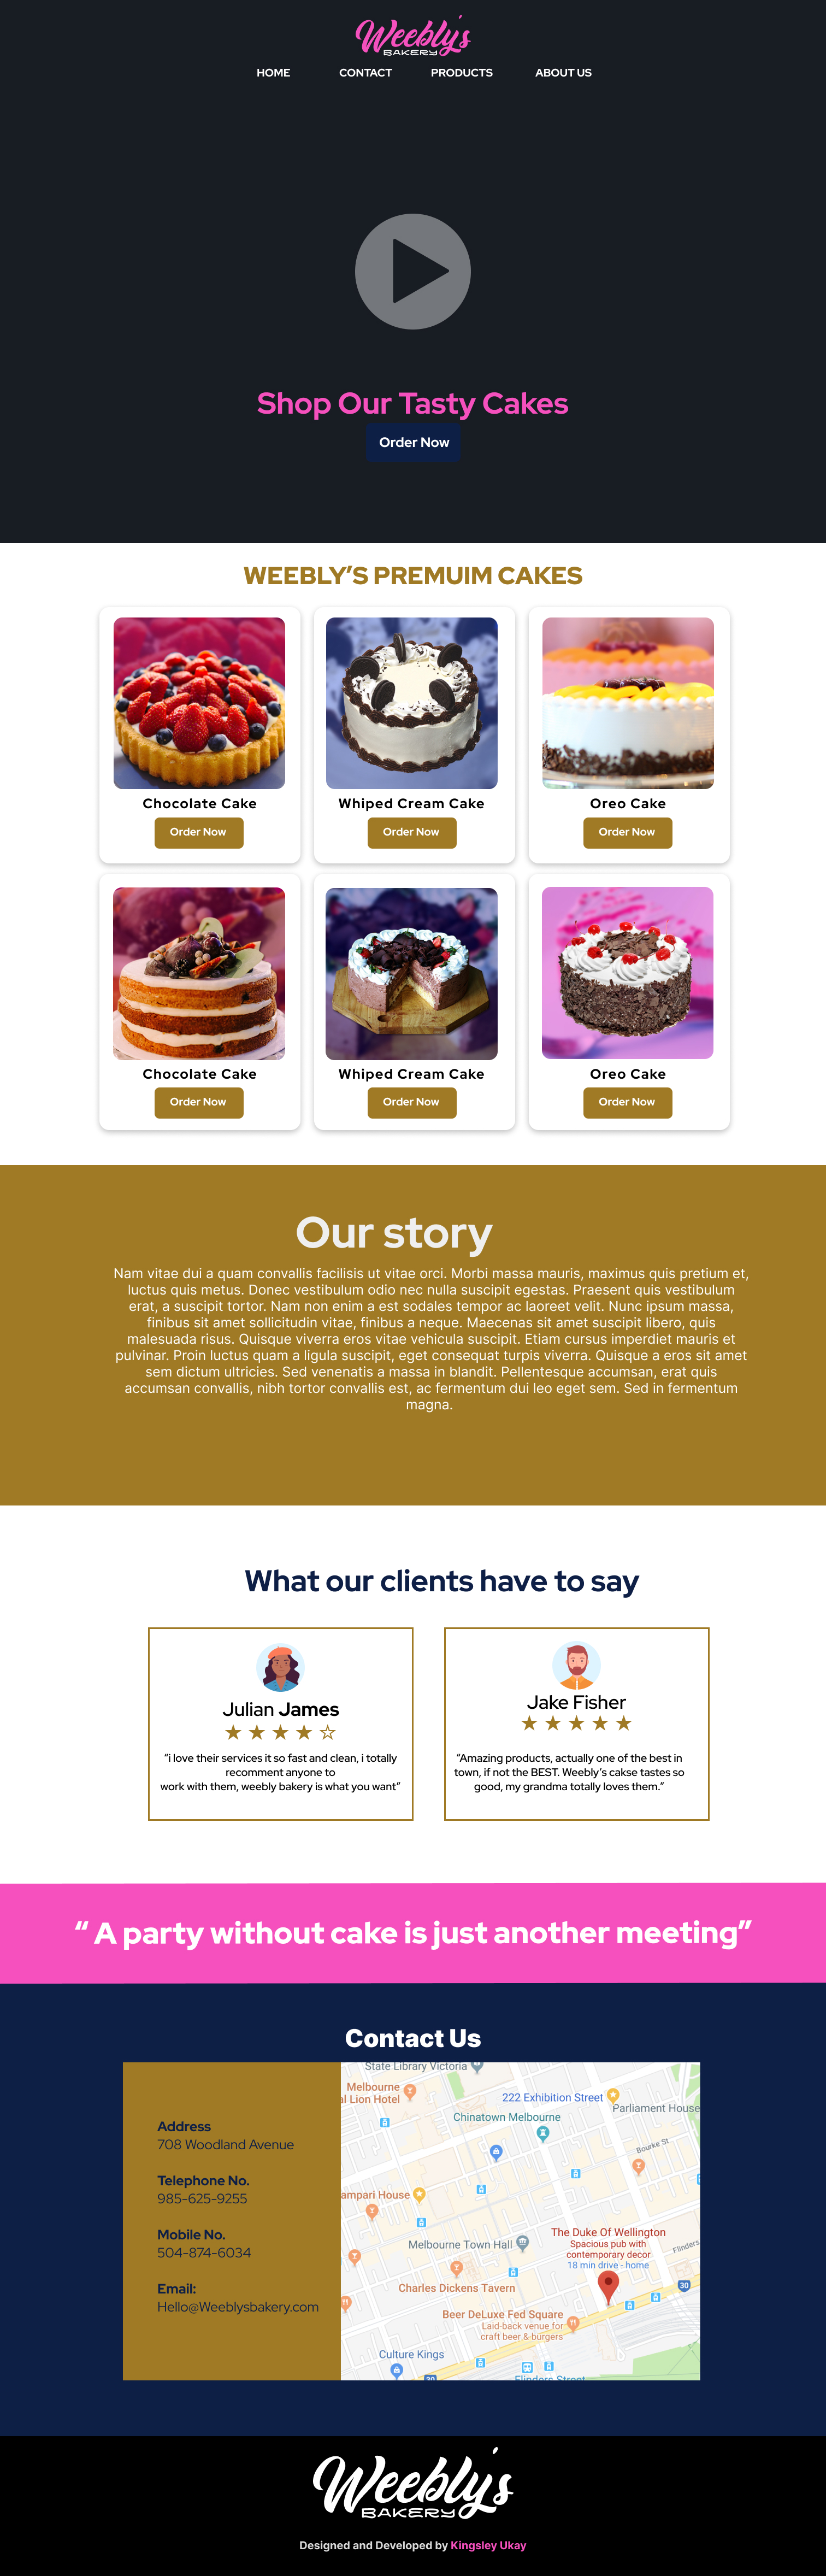 Weebly's
BAKERY
HOME CONTACT PRODUCTS ABOUT US
Shop Our Tasty Cakes
Order Now
WEEBLY’S PREMUIM CAKES
Chocolate Cake Whiped Cream Cake Oreo Cake
Order Now Order Now Order Now
Chocolate Cake Whiped Cream Cake Oreo Cake
Order Now Order Now Order Now
Our story
Nam vitae dui a quam convallis facilisis ut vitae orci. Morbi massa mauris, maximus quis pretium et,
luctus quis metus. Donec vestibulum odio nec nulla suscipit egestas. Praesent quis vestibulum
erat, a suscipit tortor. Nam non enim a est sodales tempor ac laoreet velit. Nunc ipsum massa,
finibus sit amet sollicitudin vitae, finibus a neque. Maecenas sit amet suscipit libero, quis
malesuada risus. Quisque viverra eros vitae vehicula suscipit. Etiam cursus imperdiet mauris et
pulvinar. Proin luctus quam a ligula suscipit, eget consequat turpis viverra. Quisque a eros sit amet
sem dictum ultricies. Sed venenatis a massa in blandit. Pellentesque accumsan, erat quis
accumsan convallis, nibh tortor convallis est, ac fermentum dui leo eget sem. Sed in fermentum
magna.
What our clients have to say
Julian James
“i love their services it so fast and clean, i totally
recomment anyone to
work with them, weebly bakery is what you want”
Jake Fisher
“Amazing products, actually one of the best in
town, if not the BEST. Weebly’s cakse tastes so
good, my grandma totally loves them.”
“ A party without cake is just another meeting”
Contact Us
Address
708 Woodland Avenue
Telephone No.
985-625-9255
Mobile No.
504-874-6034
Email:
Hello@Weeblysbakery.com
State Library Victoria
Melbourne
al Lion Hotel
222 Exhibition Street
Parliament House
Chinatown Melbourne
Bourke St
ampari House
The Duke Of Wellington
Spacious pub with
contemporary decor
18 min drive - home
Melbourne Town Hall
Flinders
Charles Dickens Tavern
30
Beer DeLuxe Fed Square
Laid-back venue for
craft beer & burgers
Culture Kings
30
Flinders Street
Weebly's
BAKERY
Designed and Developed by Kingsley Ukay